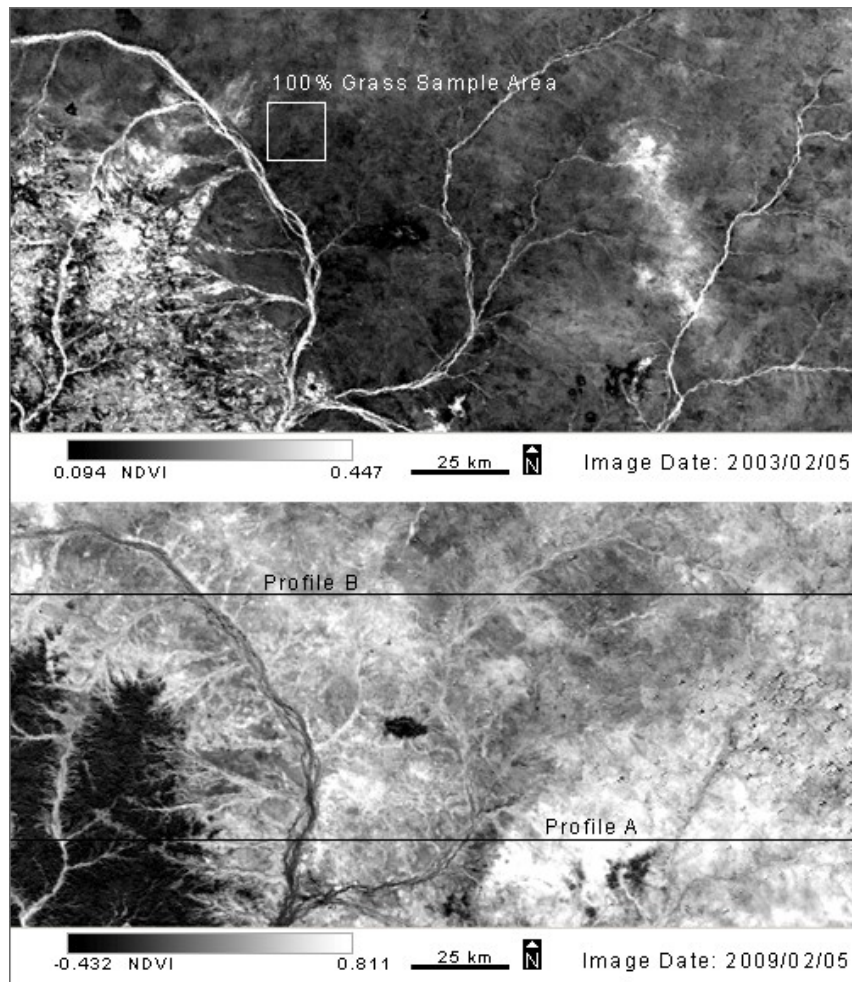 100% Grass Sample Area
0.094 NDVI 0.447 25 km N Image Date: 2003/02/05
Profile B
Profile A
-0.432 NDVI 0.811 25 km N Image Date: 2009/02/05